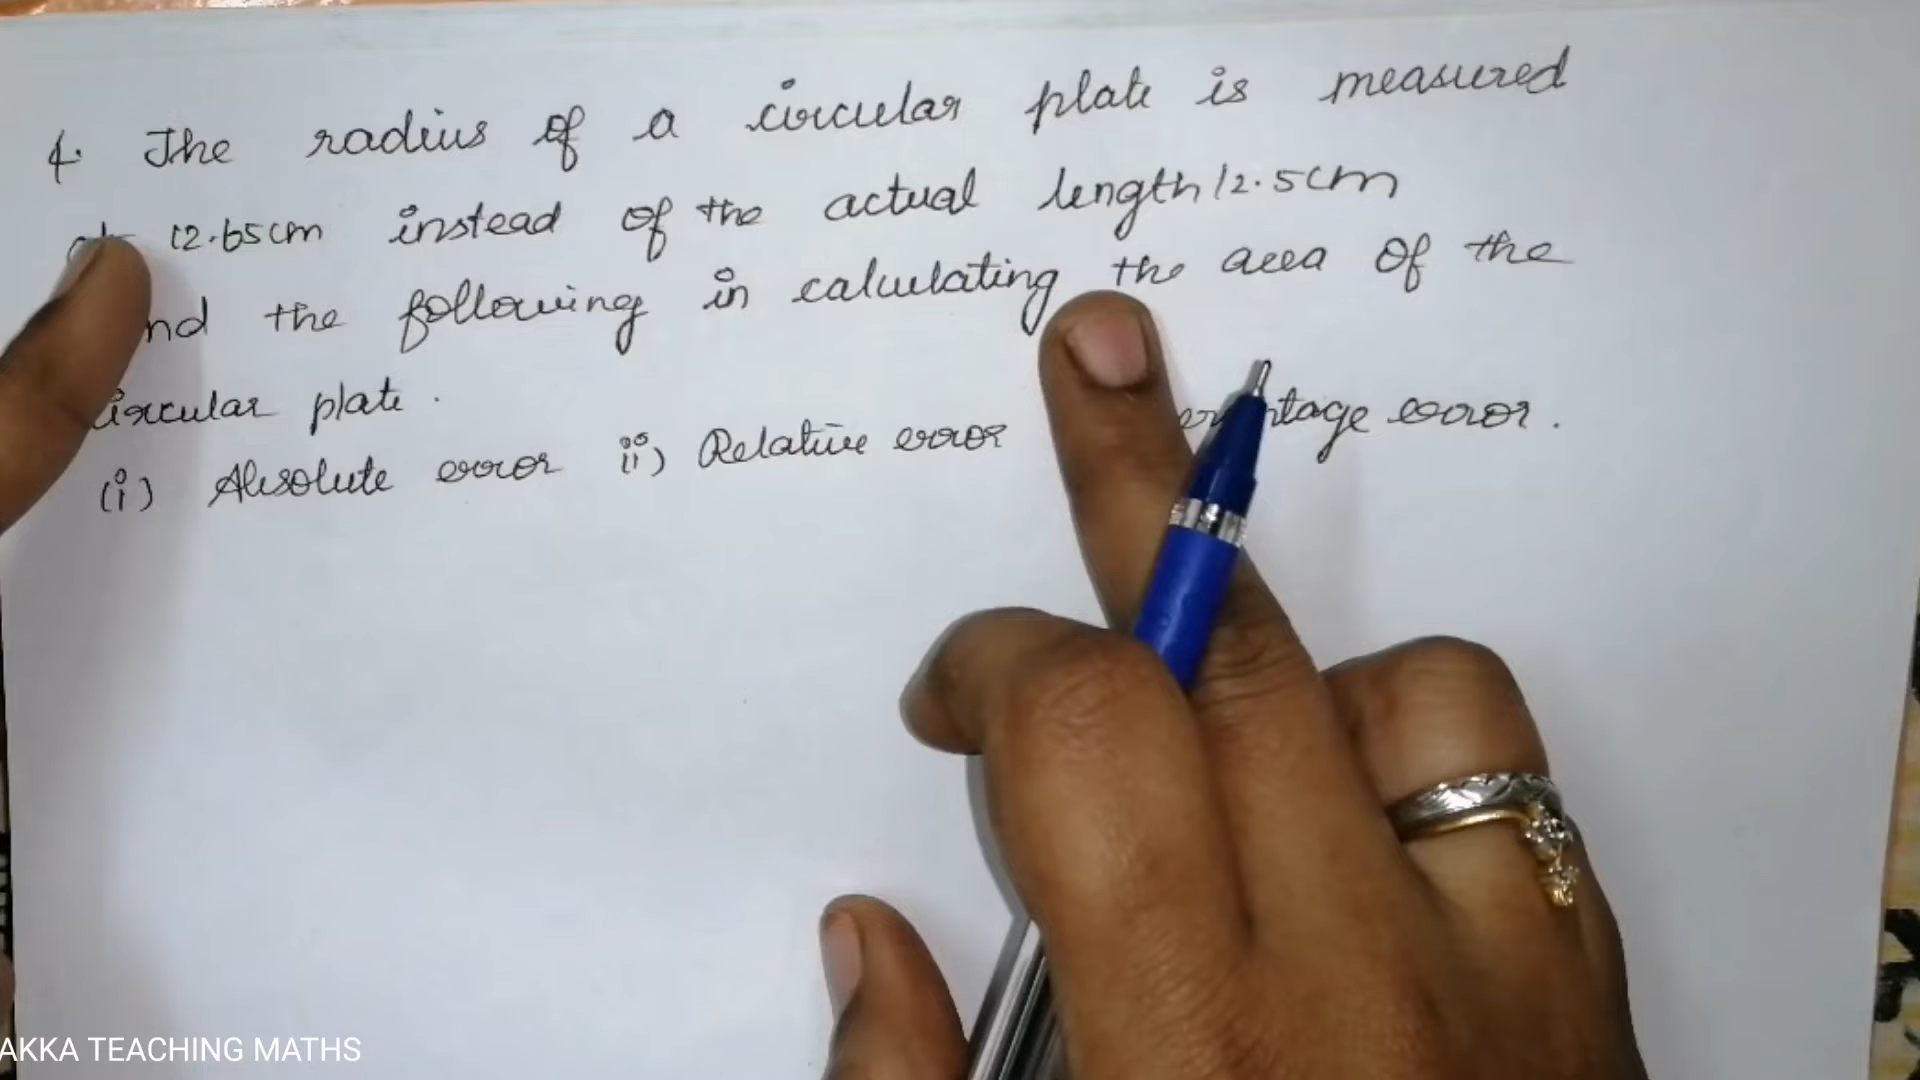 4. The radius of a circular plate is measured
12.65cm instead of the actual length 12.5cm
nd the following in calculating the area of the
circular plate.
(i) Absolute error ii) Relative error ntage error.
AKKA TEACHING MATHS